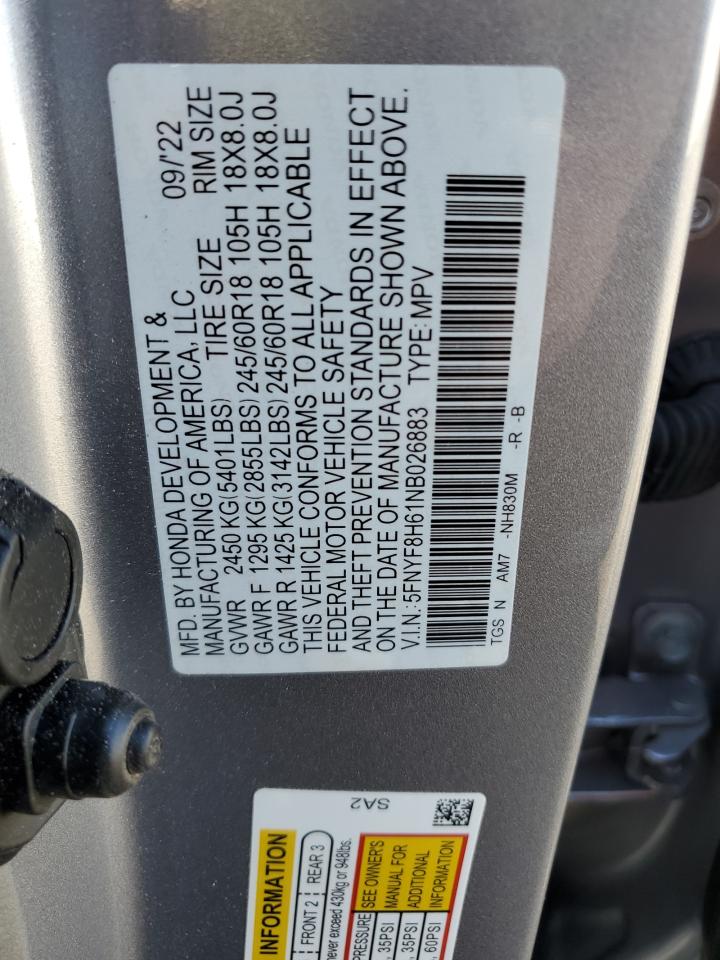 MFD. BY HONDA DEVELOPMENT &
MANUFACTURING OF AMERICA, LLC 09/'22
GVWR 2450 KG(5401LBS) TIRE SIZE RIM SIZE
GAWR F 1295 KG(2855LBS) 245/60R18 105H 18X8.0J
GAWR R 1425 KG(3142LBS) 245/60R18 105H 18X8.0J
THIS VEHICLE CONFORMS TO ALL APPLICABLE
FEDERAL MOTOR VEHICLE SAFETY
AND THEFT PREVENTION STANDARDS IN EFFECT
ON THE DATE OF MANUFACTURE SHOWN ABOVE.
V.I.N.: 5FNYF8H61NB026883 TYPE: MPV
TGS N AM7 -NH830M -R -B
SA2
INFORMATION
FRONT 2 REAR 3
never exceed 430kg or 948lbs.
PRESSURE SEE OWNER'S
, 35PSI MANUAL FOR
, 35PSI ADDITIONAL
, 60PSI INFORMATION